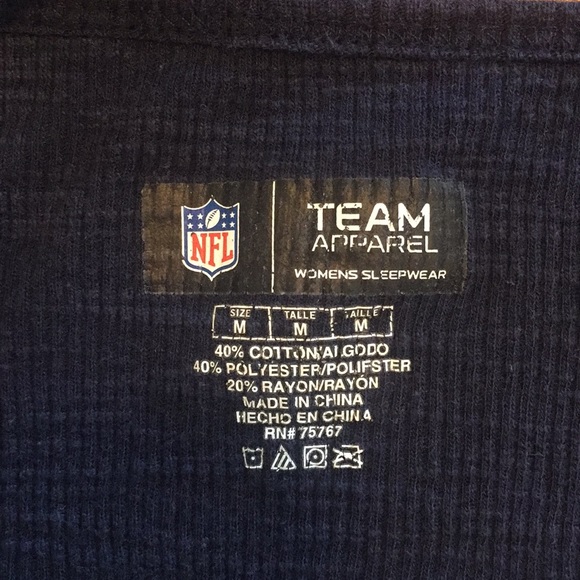 NFL
TEAM
APPAREL
WOMENS SLEEPWEAR
SIZE TALLE TAILLE
M M M
40% COTTON/ALGODO
40% POLYESTER/POLIFSTER
20% RAYON/RAYÓN
MADE IN CHINA
HECHO EN CHINA
RN# 75767